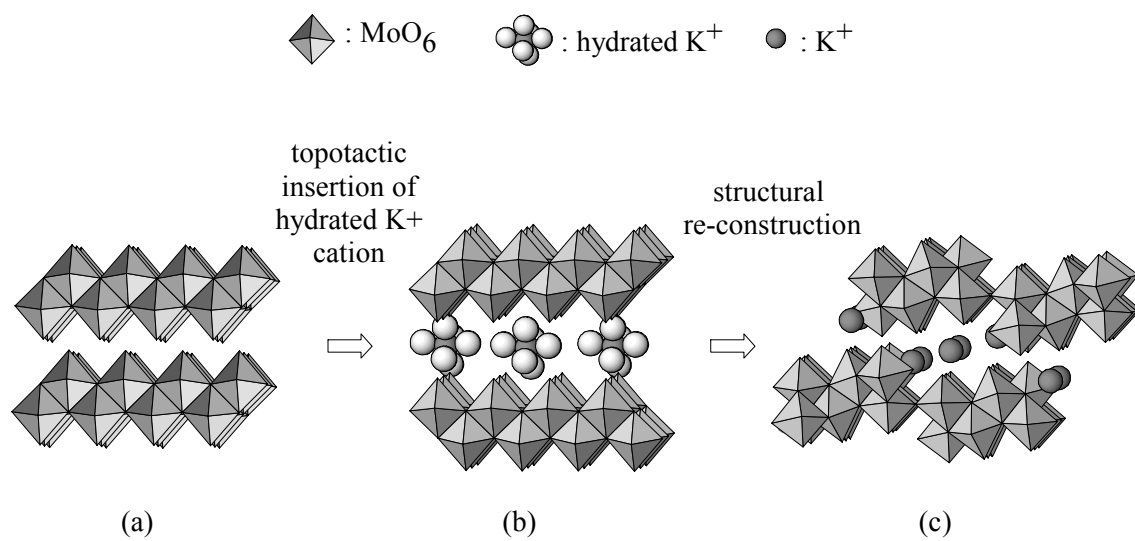 : MoO6
: hydrated K+
: K+
topotactic
insertion of
hydrated K+
cation
structural
re-construction
(a)
(b)
(c)